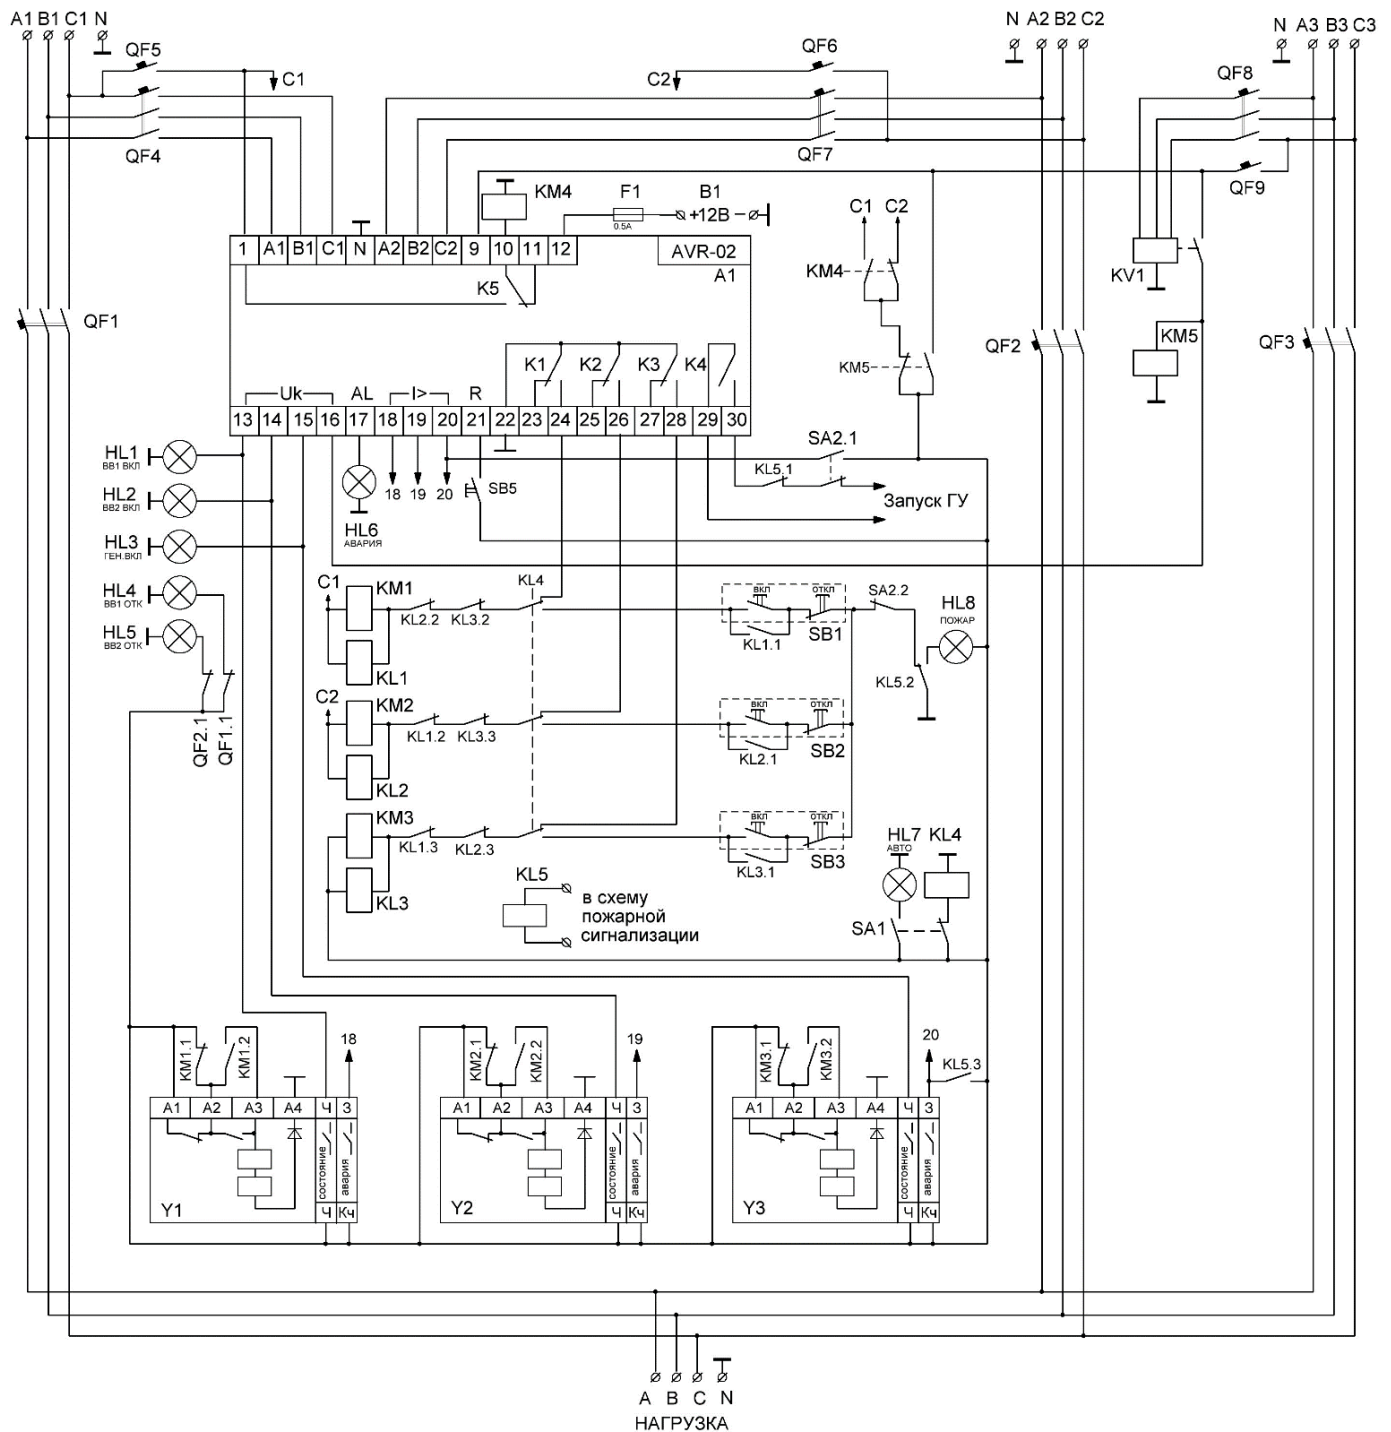 A1 B1 C1 N
N A2 B2 C2
N A3 B3 C3
QF5
C1
QF4
QF6
C2
QF7
QF8
QF9
KM4
F1
0.5A
B1
+12В −
1 A1 B1 C1 N A2 B2 C2 9 10 11 12
AVR-02
A1
K5
C1 C2
KM4
KV1
QF1
QF2
QF3
KM5
KM5
K1 K2 K3 K4
Uk AL I> R
13 14 15 16 17 18 19 20 21 22 23 24 25 26 27 28 29 30
HL1
ВВ1 ВКЛ
HL2
ВВ2 ВКЛ
HL3
ГЕН.ВКЛ
HL4
ВВ1 ОТК
HL5
ВВ2 ОТК
HL6
АВАРИЯ
18 19 20
SB5
SA2.1
KL5.1
Запуск ГУ
QF2.1
QF1.1
C1
KM1
KL2.2
KL3.2
KL4
KL1
вкл
откл
KL1.1
SB1
SA2.2
HL8
ПОЖАР
KL5.2
C2
KM2
KL1.2
KL3.3
KL2
вкл
откл
KL2.1
SB2
KM3
KL1.3
KL2.3
KL3
вкл
откл
KL3.1
SB3
HL7
АВТО
KL4
SA1
KL5
в схему
пожарной
сигнализации
KM1.1
KM1.2
18
A1 A2 A3 A4 Ч З
состояние
авария
Y1
Ч Кч
KM2.1
KM2.2
19
A1 A2 A3 A4 Ч З
состояние
авария
Y2
Ч Кч
KM3.1
KM3.2
20
KL5.3
A1 A2 A3 A4 Ч З
состояние
авария
Y3
Ч Кч
A B C N
НАГРУЗКА